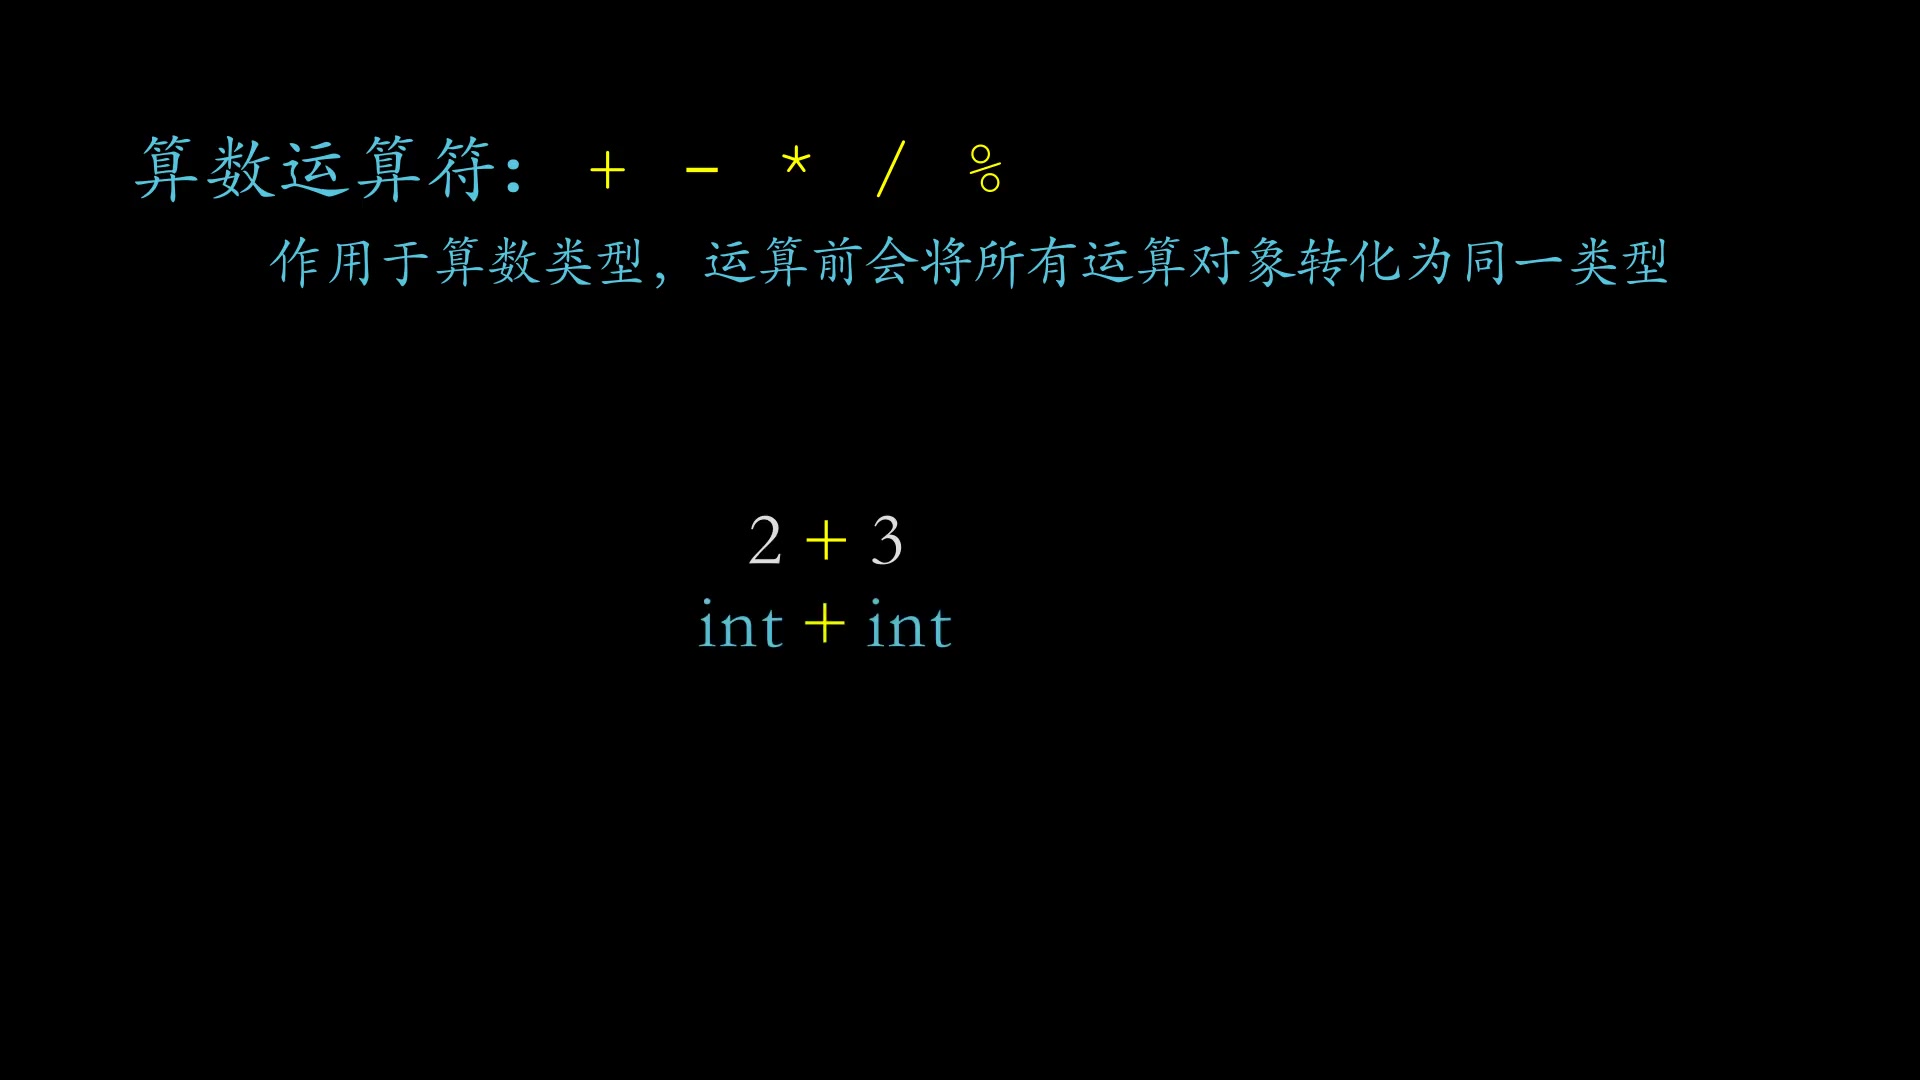 算数运算符： + - * / %
作用于算数类型，运算前会将所有运算对象转化为同一类型
2 + 3
int + int